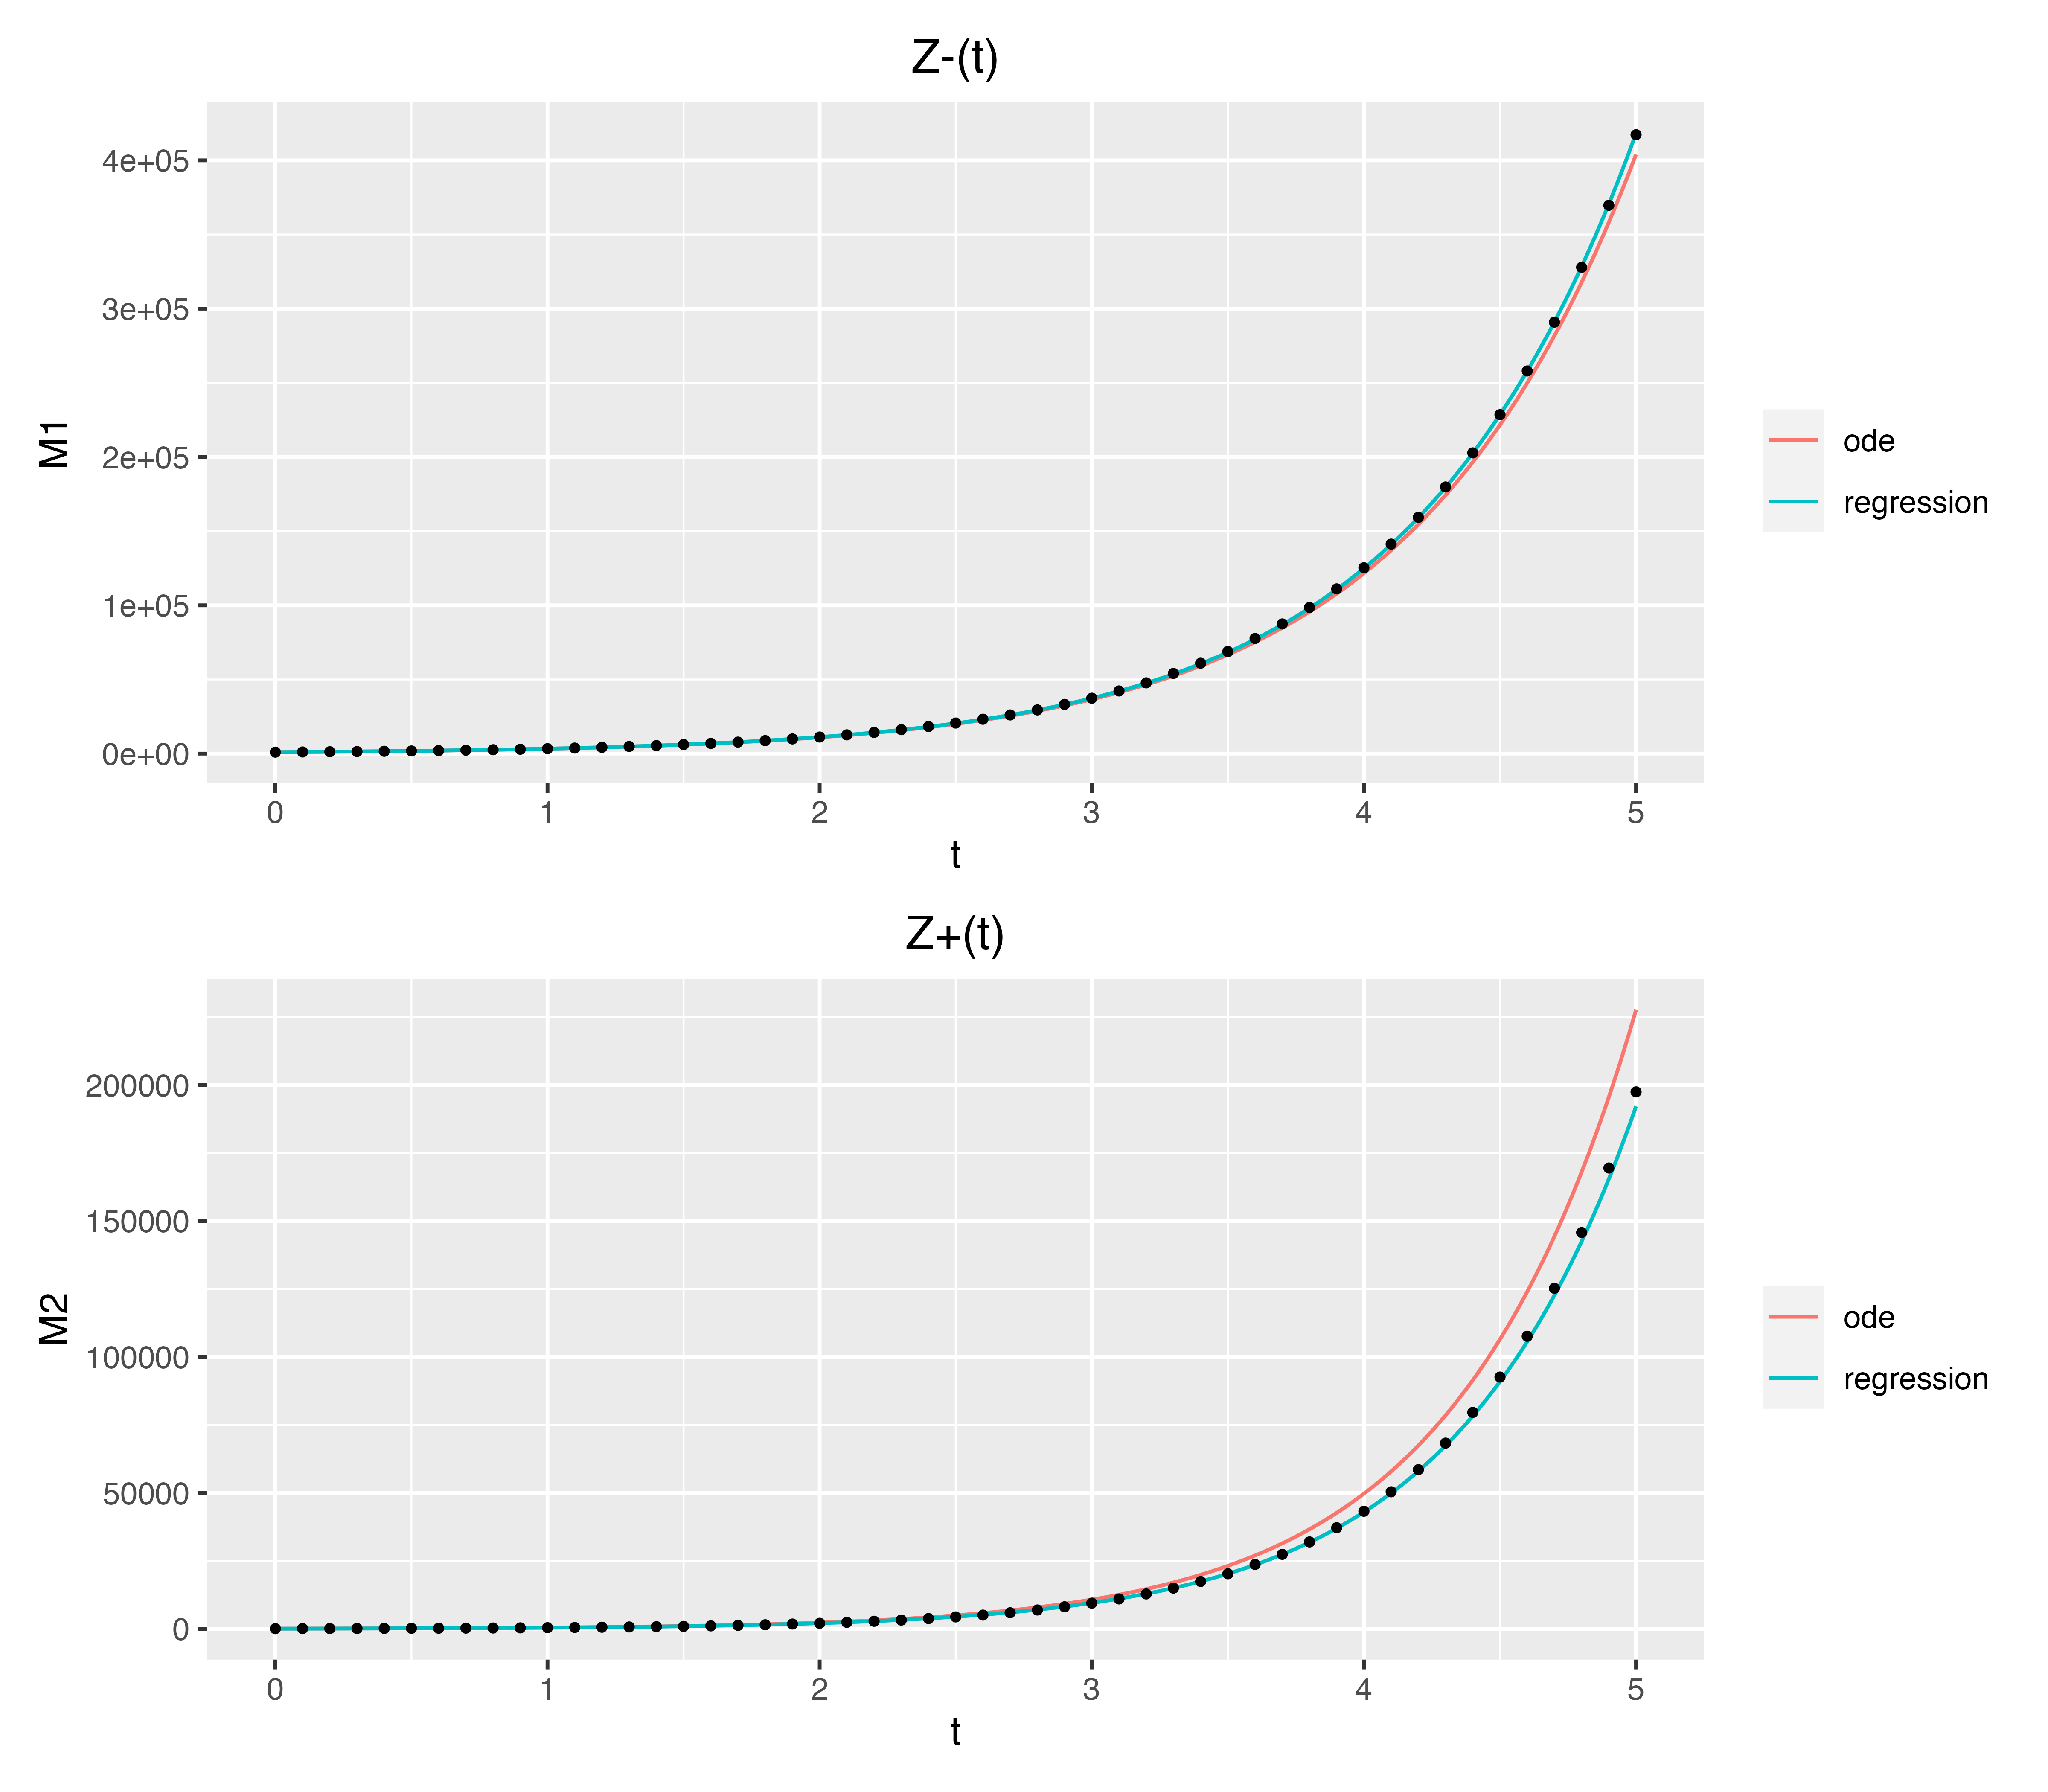 Z-(t)
M1
4e+05
3e+05
2e+05
1e+05
0e+00
0 1 2 3 4 5
t
ode
regression
Z+(t)
M2
200000
150000
100000
50000
0
0 1 2 3 4 5
t
ode
regression